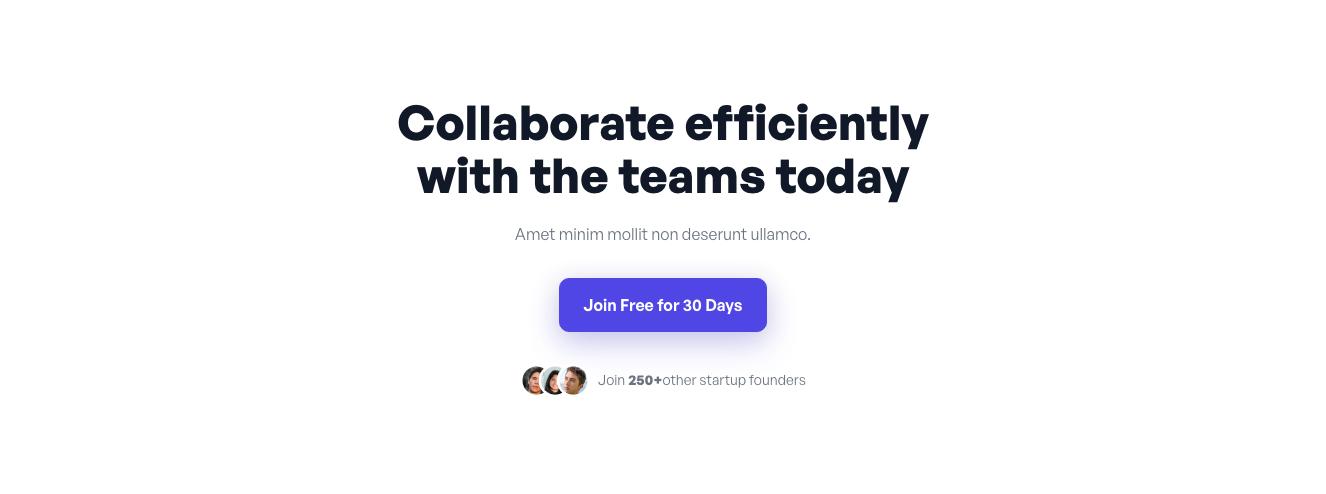 Collaborate efficiently
with the teams today
Amet minim mollit non deserunt ullamco.
Join Free for 30 Days
Join 250+other startup founders